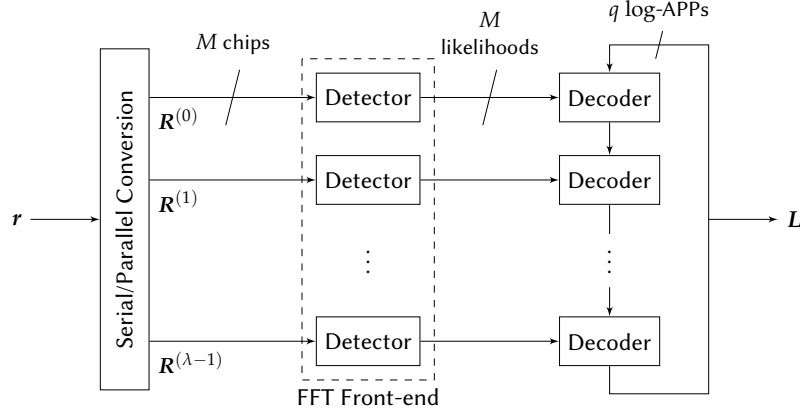 q log-APPs
M
M chips
likelihoods
Detector
Decoder
R^{(0)}
Detector
Decoder
R^{(1)}
Serial/Parallel Conversion
r
⋮
⋮
L
Detector
Decoder
R^{(λ−1)}
FFT Front-end